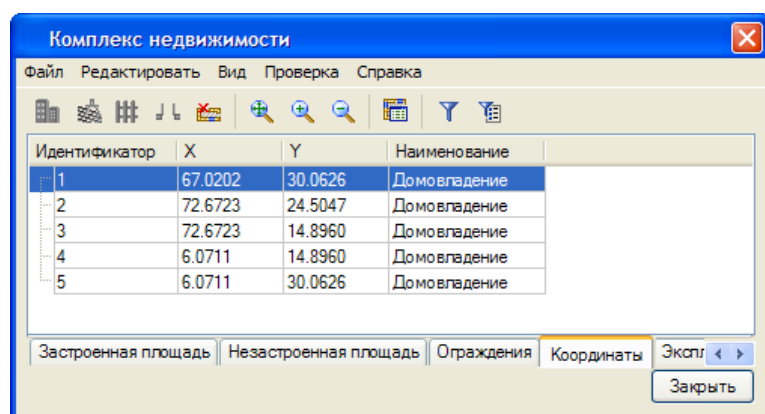 Комплекс недвижимости
Файл Редактировать Вид Проверка Справка
Идентификатор X Y Наименование
1 67.0202 30.0626 Домовладение
2 72.6723 24.5047 Домовладение
3 72.6723 14.8960 Домовладение
4 6.0711 14.8960 Домовладение
5 6.0711 30.0626 Домовладение
Застроенная площадь Незастроенная площадь Ограждения Координаты
Закрыть